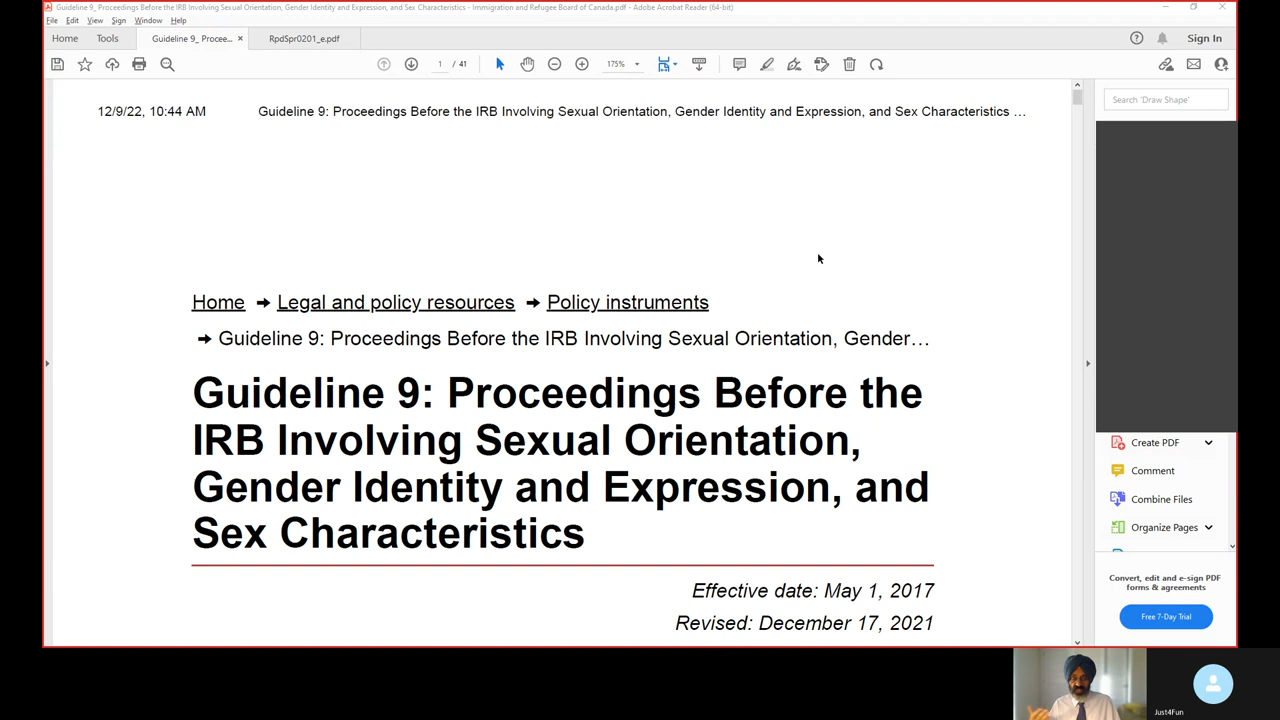 Guideline 9_ Proceedings Before the IRB Involving Sexual Orientation, Gender Identity and Expression, and Sex Characteristics - Immigration and Refugee Board of Canada.pdf - Adobe Acrobat Reader (64-bit)
File Edit View Sign Window Help
Home Tools Guideline 9_ Procee... × RpdSpr0201_e.pdf Sign In
1 / 41 175%
12/9/22, 10:44 AM Guideline 9: Proceedings Before the IRB Involving Sexual Orientation, Gender Identity and Expression, and Sex Characteristics …
Search 'Draw Shape'
Home → Legal and policy resources → Policy instruments
→ Guideline 9: Proceedings Before the IRB Involving Sexual Orientation, Gender…
Guideline 9: Proceedings Before the
IRB Involving Sexual Orientation,
Gender Identity and Expression, and
Sex Characteristics
Effective date: May 1, 2017
Revised: December 17, 2021
Create PDF
Comment
Combine Files
Organize Pages
Convert, edit and e-sign PDF
forms & agreements
Free 7-Day Trial
Just4Fun